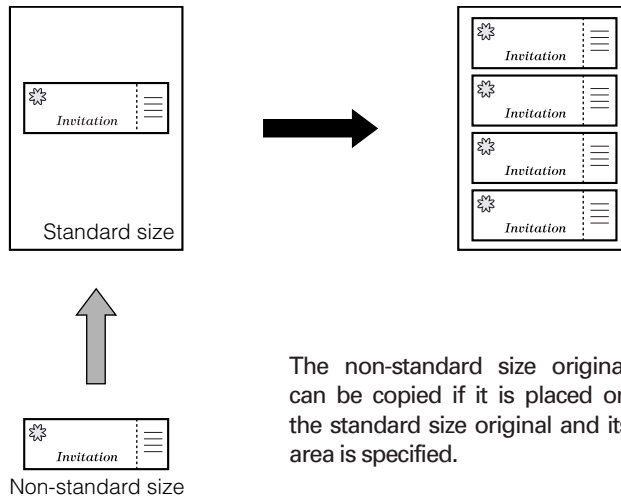 Invitation
Standard size
Invitation
Invitation
Invitation
Invitation
Invitation
Non-standard size
The non-standard size origina
can be copied if it is placed or
the standard size original and its
area is specified.